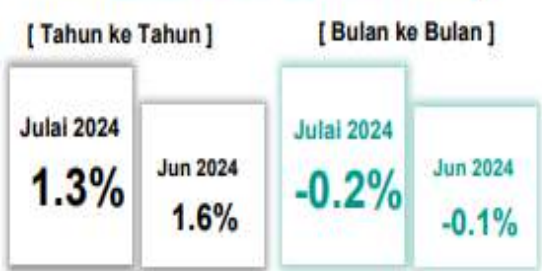 [ Tahun ke Tahun ]
[ Bulan ke Bulan ]
Julai 2024
1.3%
Jun 2024
1.6%
Julai 2024
-0.2%
Jun 2024
-0.1%